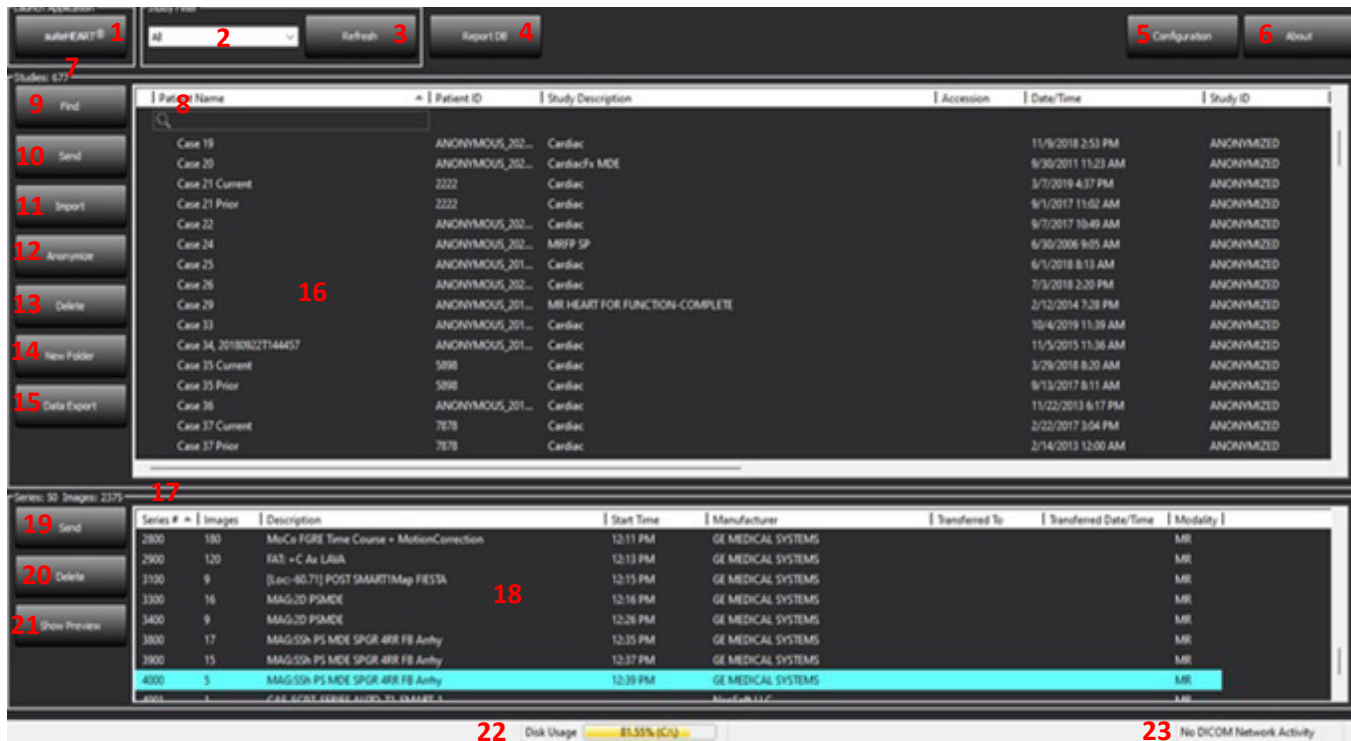 Launch Application
Study Filter
suiteHEART® 1
All 2
Refresh 3
Report DB 4
5 Configuration
6 About
7
Studies: 677
9 Find
10 Send
11 Import
12 Anonymize
13 Delete
14 New Folder
15 Data Export
Patient Name 8 Patient ID Study Description Accession Date/Time Study ID
Case 19 ANONYMOUS_202... Cardiac 11/9/2018 2:53 PM ANONYMIZED
Case 20 ANONYMOUS_202... CardiacFx MDE 9/30/2011 11:23 AM ANONYMIZED
Case 21 Current 2222 Cardiac 3/7/2019 4:37 PM ANONYMIZED
Case 21 Prior 2222 Cardiac 9/1/2017 11:02 AM ANONYMIZED
Case 22 ANONYMOUS_202... Cardiac 9/7/2017 10:49 AM ANONYMIZED
Case 24 ANONYMOUS_202... MRFP SP 6/30/2006 9:05 AM ANONYMIZED
Case 25 ANONYMOUS_201... Cardiac 6/1/2018 8:13 AM ANONYMIZED
Case 26 ANONYMOUS_202... Cardiac 7/3/2018 2:20 PM ANONYMIZED
16
Case 29 ANONYMOUS_201... MR HEART FOR FUNCTION-COMPLETE 2/12/2014 7:28 PM ANONYMIZED
Case 33 ANONYMOUS_201... Cardiac 10/4/2019 11:39 AM ANONYMIZED
Case 34, 20180922T144457 ANONYMOUS_201... Cardiac 11/5/2015 11:36 AM ANONYMIZED
Case 35 Current 5898 Cardiac 3/29/2018 8:20 AM ANONYMIZED
Case 35 Prior 5898 Cardiac 9/13/2017 8:11 AM ANONYMIZED
Case 36 ANONYMOUS_201... Cardiac 11/22/2013 6:17 PM ANONYMIZED
Case 37 Current 7878 Cardiac 2/22/2017 3:04 PM ANONYMIZED
Case 37 Prior 7878 Cardiac 2/14/2013 12:00 AM ANONYMIZED
Series: 50 Images: 2375 17
19 Send
20 Delete
21 Show Preview
Series # Images Description Start Time Manufacturer Transferred To Transferred Date/Time Modality
2800 180 MoCo FGRE Time Course + MotionCorrection 12:11 PM GE MEDICAL SYSTEMS MR
2900 120 FAT: +C Ax LAVA 12:13 PM GE MEDICAL SYSTEMS MR
3100 9 [Loc:-60.71] POST SMART1Map FIESTA 12:15 PM GE MEDICAL SYSTEMS MR
18
3300 16 MAG:2D PSMDE 12:16 PM GE MEDICAL SYSTEMS MR
3400 9 MAG:2D PSMDE 12:26 PM GE MEDICAL SYSTEMS MR
3800 17 MAG:SSh PS MDE SPGR 4RR FB Arrhy 12:35 PM GE MEDICAL SYSTEMS MR
3900 15 MAG:SSh PS MDE SPGR 4RR FB Arrhy 12:37 PM GE MEDICAL SYSTEMS MR
4000 5 MAG:SSh PS MDE SPGR 4RR FB Arrhy 12:39 PM GE MEDICAL SYSTEMS MR
22 Disk Usage 81.55% (C:\) 23 No DICOM Network Activity